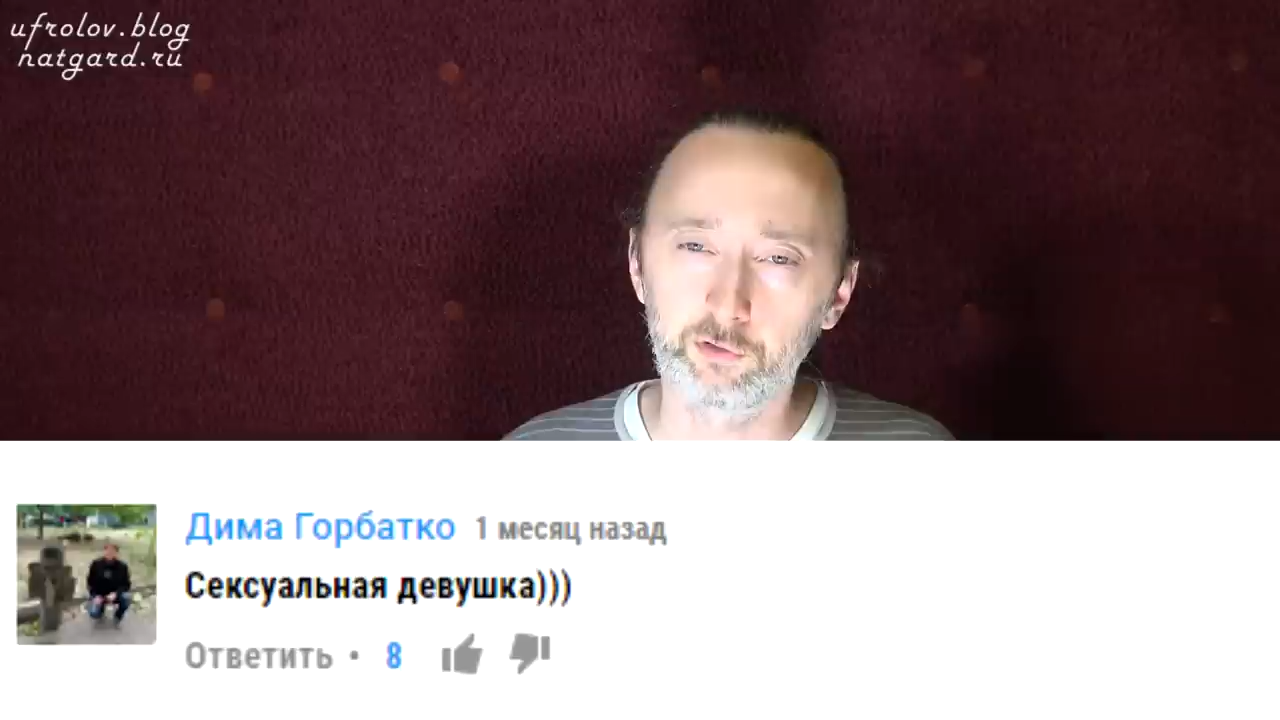 ufrolov.blog
natgard.ru
Дима Горбатко 1 месяц назад
Сексуальная девушка)))
Ответить • 8